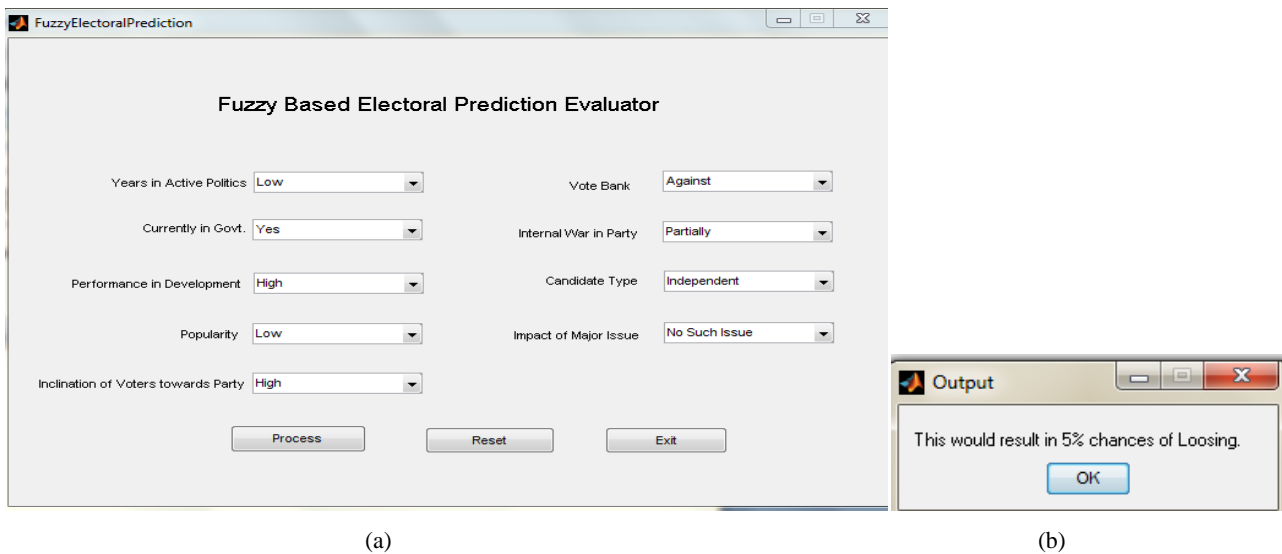 FuzzyElectoralPrediction
Fuzzy Based Electoral Prediction Evaluator
Years in Active Politics Low
Vote Bank Against
Currently in Govt. Yes
Internal War in Party Partially
Performance in Development High
Candidate Type Independent
Popularity Low
Impact of Major Issue No Such Issue
Inclination of Voters towards Party High
Process Reset Exit
Output
This would result in 5% chances of Loosing.
OK
(a) (b)